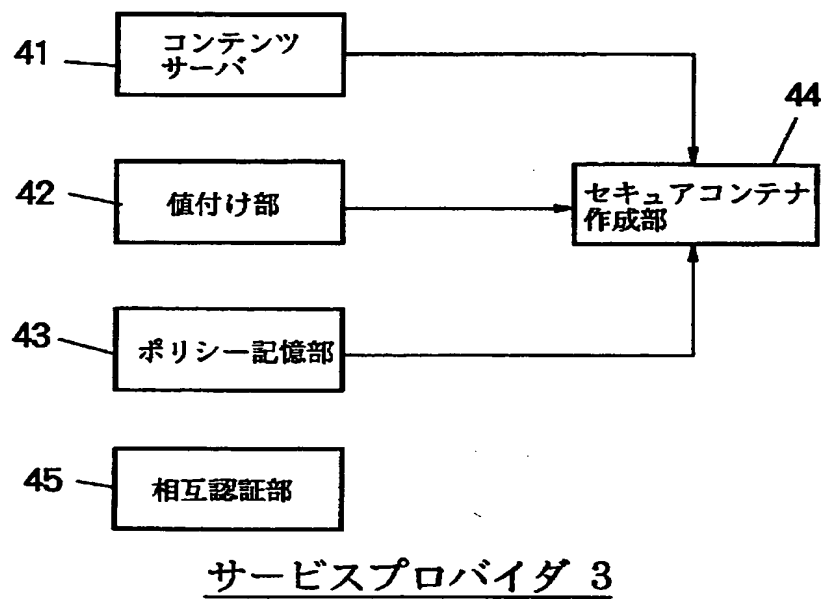 41
コンテンツ
サーバ
44
42
値付け部
セキュアコンテナ
作成部
43
ポリシー記憶部
45
相互認証部
サービスプロバイダ 3